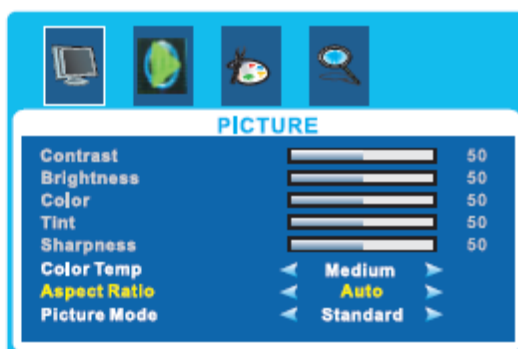 PICTURE
Contrast 50
Brightness 50
Color 50
Tint 50
Sharpness 50
Color Temp Medium
Aspect Ratio Auto
Picture Mode Standard